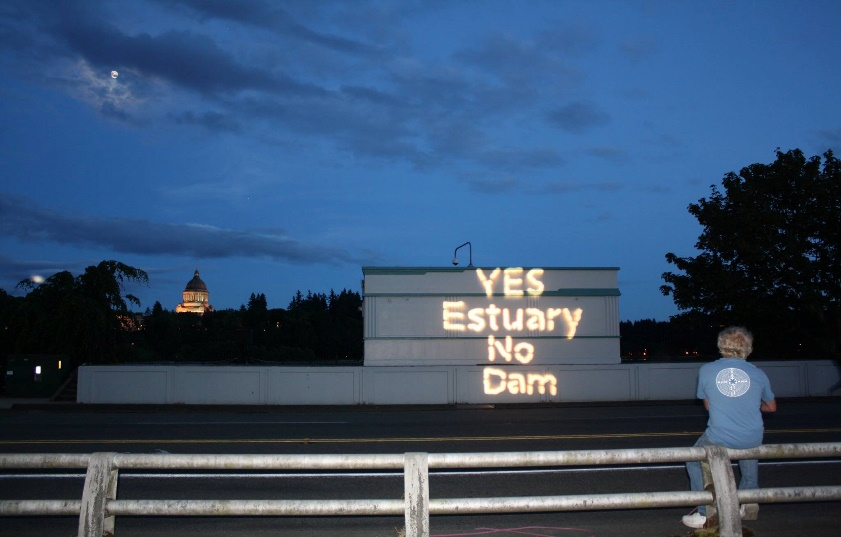 YES
Estuary
No
Dam